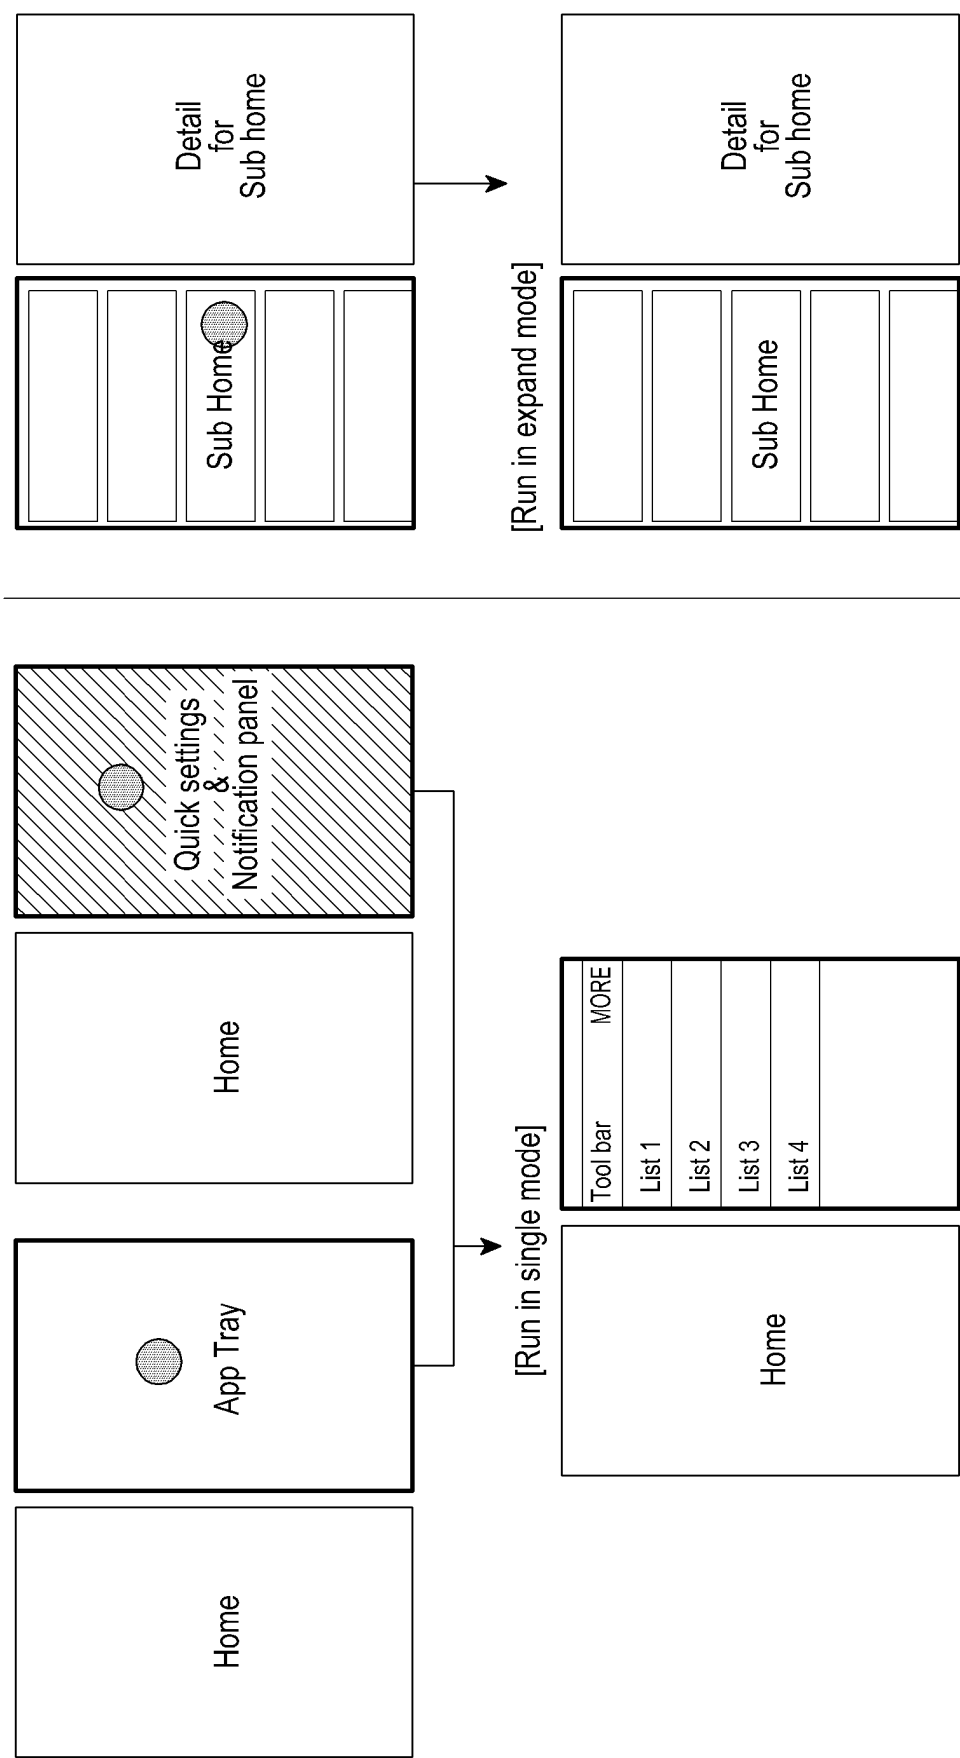 Home
App Tray
Home
Quick settings
&
Notification panel
[Run in single mode]
Home
Tool bar MORE
List 1
List 2
List 3
List 4
Sub Home
Detail
for
Sub home
[Run in expand mode]
Sub Home
Detail
for
Sub home